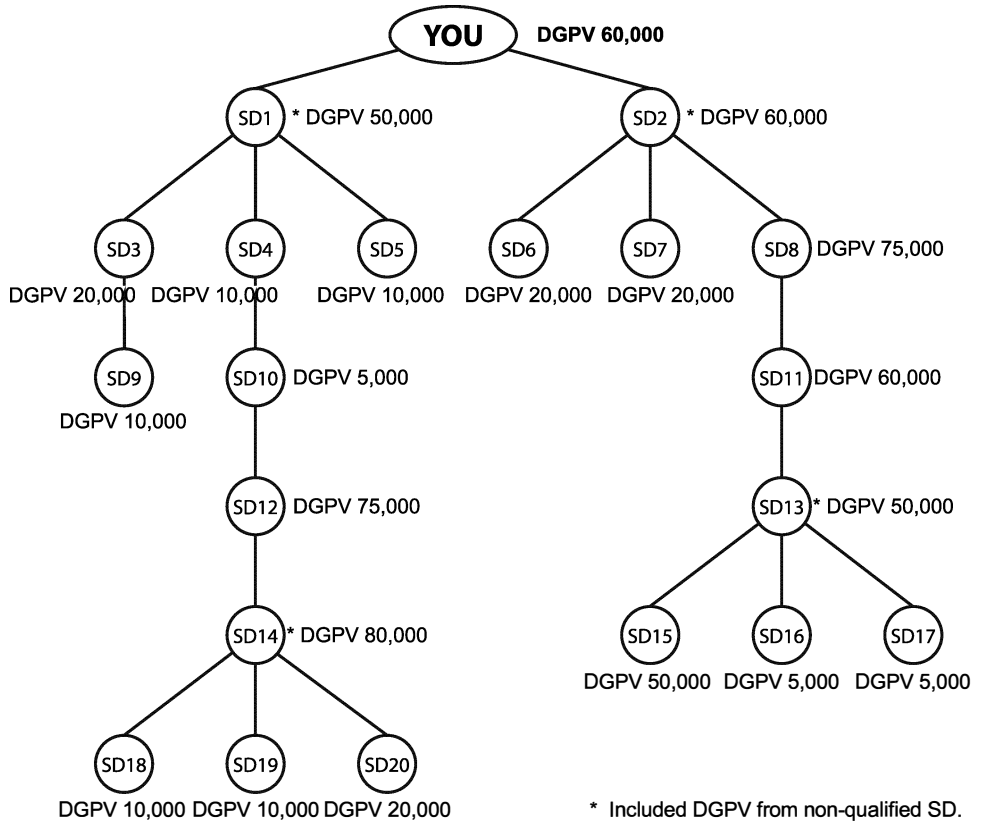 YOU DGPV 60,000
SD1 * DGPV 50,000 SD2 * DGPV 60,000
SD3 SD4 SD5 SD6 SD7 SD8 DGPV 75,000
DGPV 20,000 DGPV 10,000 DGPV 10,000 DGPV 20,000 DGPV 20,000
SD9 SD10 DGPV 5,000 SD11 DGPV 60,000
DGPV 10,000
SD12 DGPV 75,000 SD13 * DGPV 50,000
SD14 * DGPV 80,000 SD15 SD16 SD17
DGPV 50,000 DGPV 5,000 DGPV 5,000
SD18 SD19 SD20
DGPV 10,000 DGPV 10,000 DGPV 20,000 * Included DGPV from non-qualified SD.